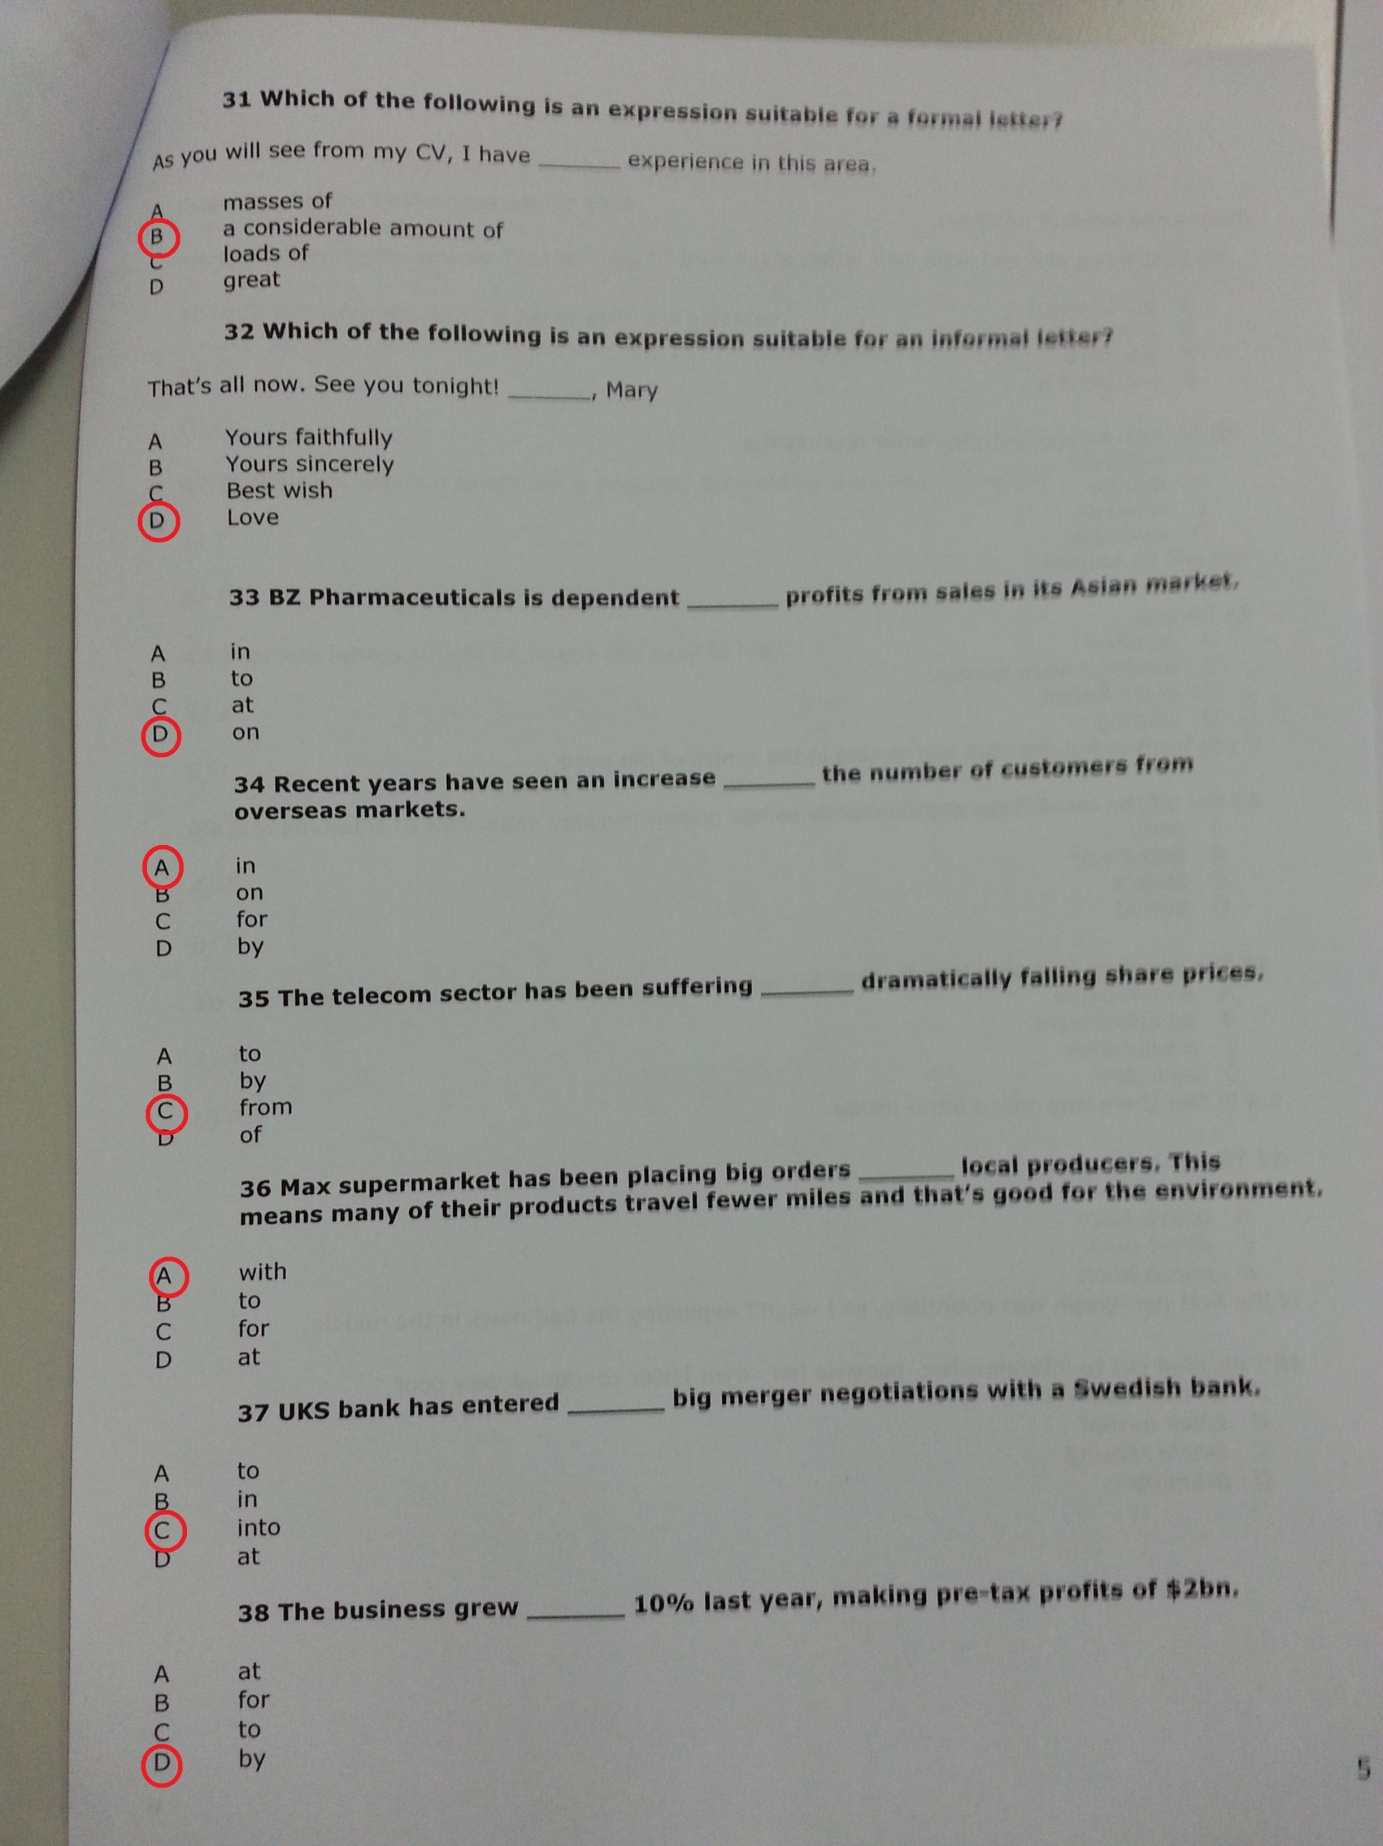 31 Which of the following is an expression suitable for a formal letter?
As you will see from my CV, I have _______ experience in this area.
A masses of
B a considerable amount of
C loads of
D great
32 Which of the following is an expression suitable for an informal letter?
That's all now. See you tonight! _______, Mary
A Yours faithfully
B Yours sincerely
C Best wish
D Love
33 BZ Pharmaceuticals is dependent _______ profits from sales in its Asian market.
A in
B to
C at
D on
34 Recent years have seen an increase _______ the number of customers from
overseas markets.
A in
B on
C for
D by
35 The telecom sector has been suffering _______ dramatically falling share prices.
A to
B by
C from
D of
36 Max supermarket has been placing big orders _______ local producers. This
means many of their products travel fewer miles and that's good for the environment.
A with
B to
C for
D at
37 UKS bank has entered _______ big merger negotiations with a Swedish bank.
A to
B in
C into
D at
38 The business grew _______ 10% last year, making pre-tax profits of $2bn.
A at
B for
C to
D by
5